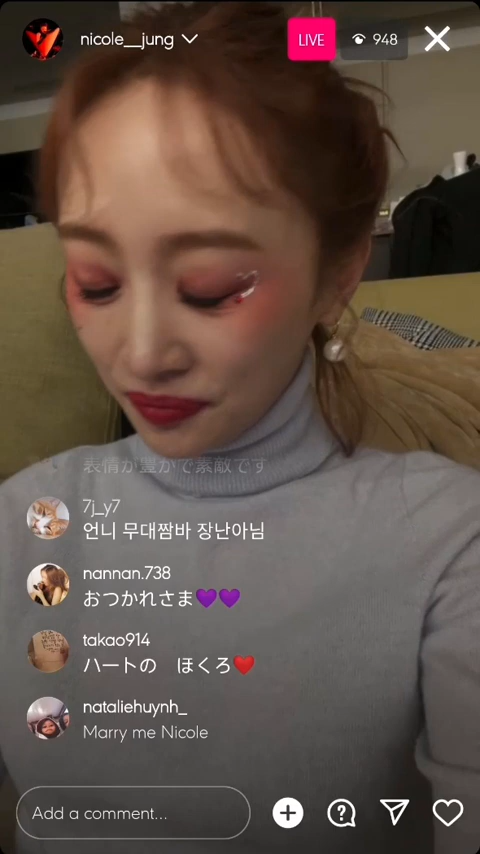 nicole__jung
LIVE
948
表情が豊かで素敵です
7j_y7
언니 무대짬바 장난아님
nannan.738
おつかれさま💜💜
takao914
ハートの　ほくろ❤️
nataliehuynh_
Marry me Nicole
Add a comment...